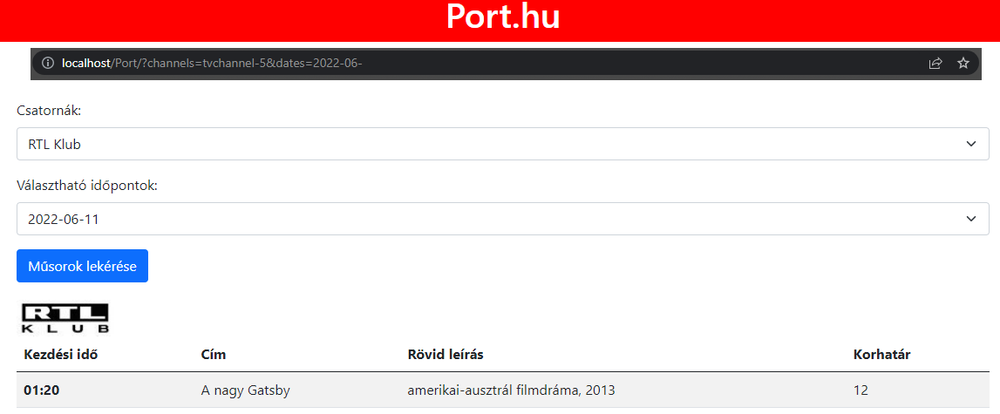 Port.hu
localhost/Port/?channels=tvchannel-5&dates=2022-06-
Csatornák:
RTL Klub
Választható időpontok:
2022-06-11
Műsorok lekérése
RTL
KLUB
Kezdési idő Cím Rövid leírás Korhatár
01:20 A nagy Gatsby amerikai-ausztrál filmdráma, 2013 12